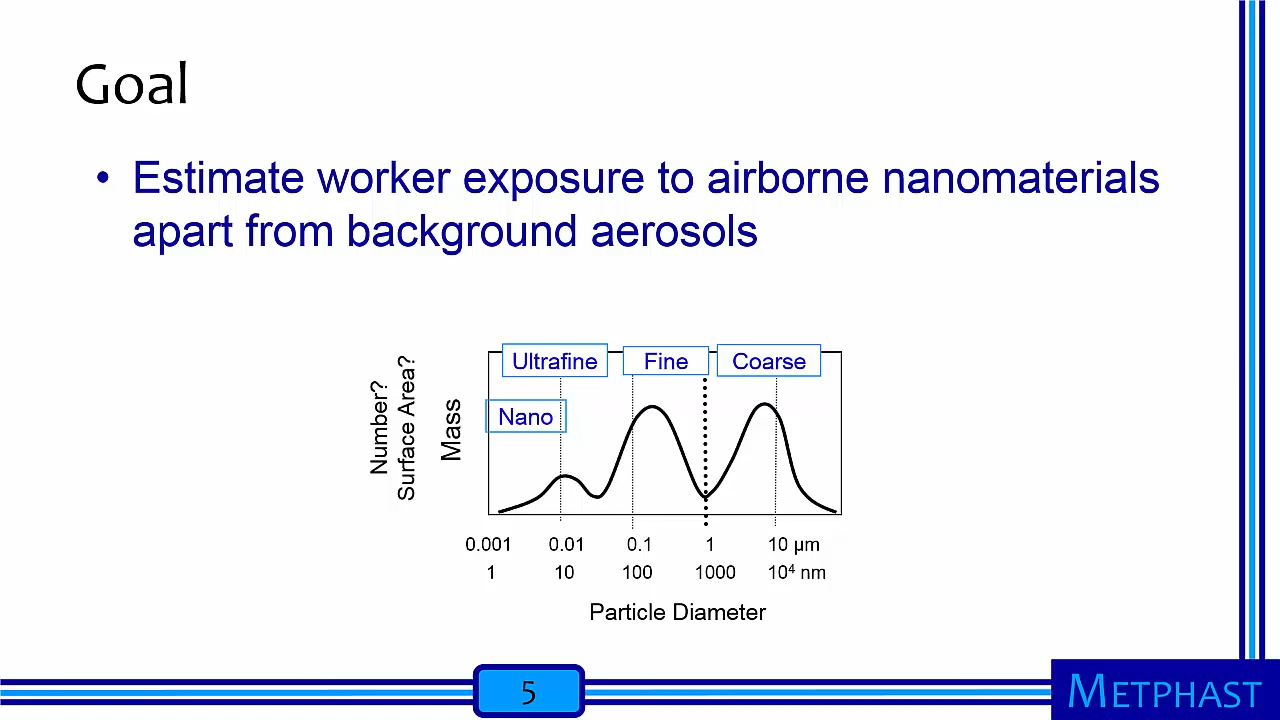 Goal
• Estimate worker exposure to airborne nanomaterials
apart from background aerosols
Ultrafine Fine Coarse
Nano
Number?
Surface Area?
Mass
0.001 0.01 0.1 1 10 µm
1 10 100 1000 10⁴ nm
Particle Diameter
5
METPHAST